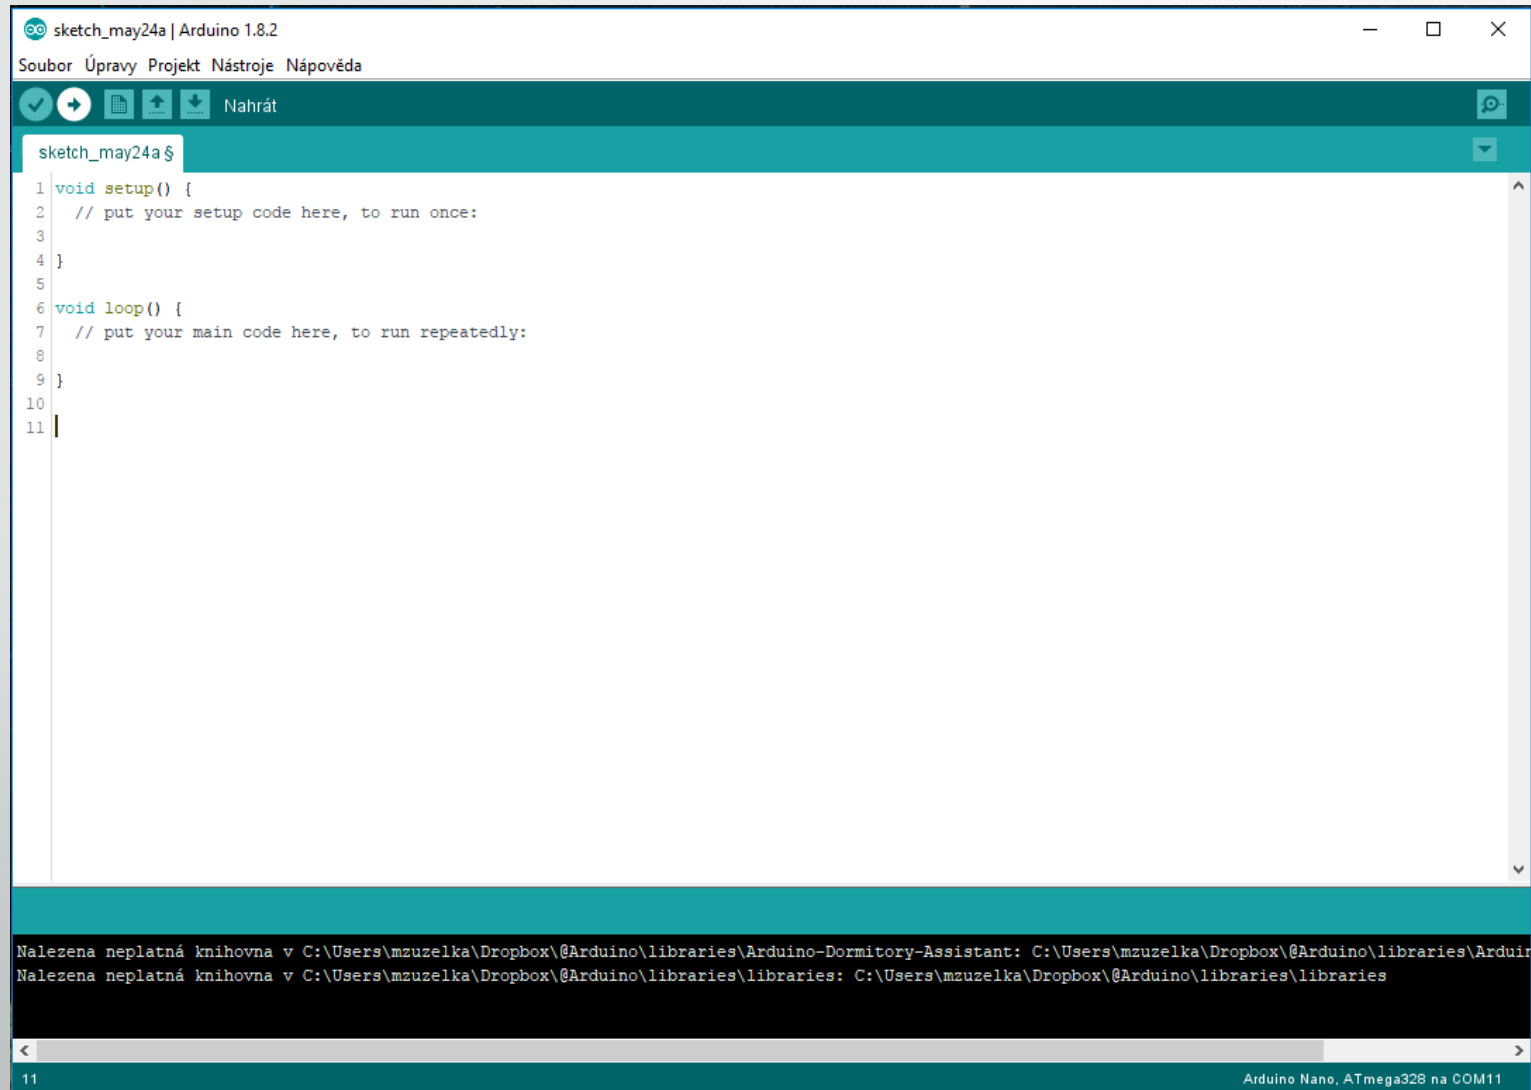 sketch_may24a | Arduino 1.8.2
Soubor Úpravy Projekt Nástroje Nápověda
Nahrát
sketch_may24a §
1 void setup() {
2 // put your setup code here, to run once:
3
4 }
5
6 void loop() {
7 // put your main code here, to run repeatedly:
8
9 }
10
11
Nalezena neplatná knihovna v C:\Users\mzuzelka\Dropbox\@Arduino\libraries\Arduino-Dormitory-Assistant: C:\Users\mzuzelka\Dropbox\@Arduino\libraries\Arduin
Nalezena neplatná knihovna v C:\Users\mzuzelka\Dropbox\@Arduino\libraries\libraries: C:\Users\mzuzelka\Dropbox\@Arduino\libraries\libraries
11 Arduino Nano, ATmega328 na COM11